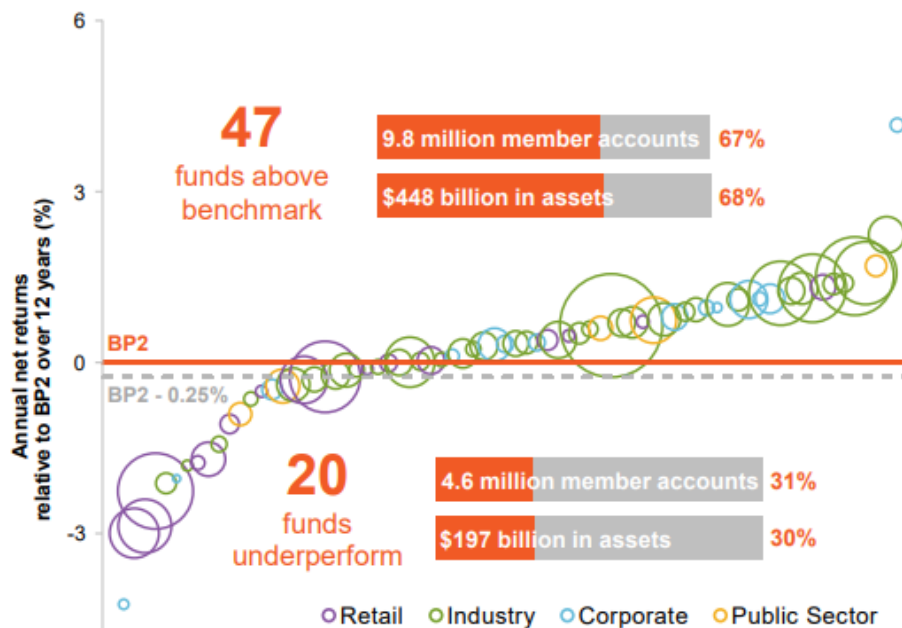 6
47
funds above
benchmark
9.8 million member accounts 67%
$448 billion in assets 68%
3
Annual net returns
relative to BP2 over 12 years (%)
BP2
0
BP2 - 0.25%
20
funds
underperform
4.6 million member accounts 31%
$197 billion in assets 30%
-3
Retail Industry Corporate Public Sector